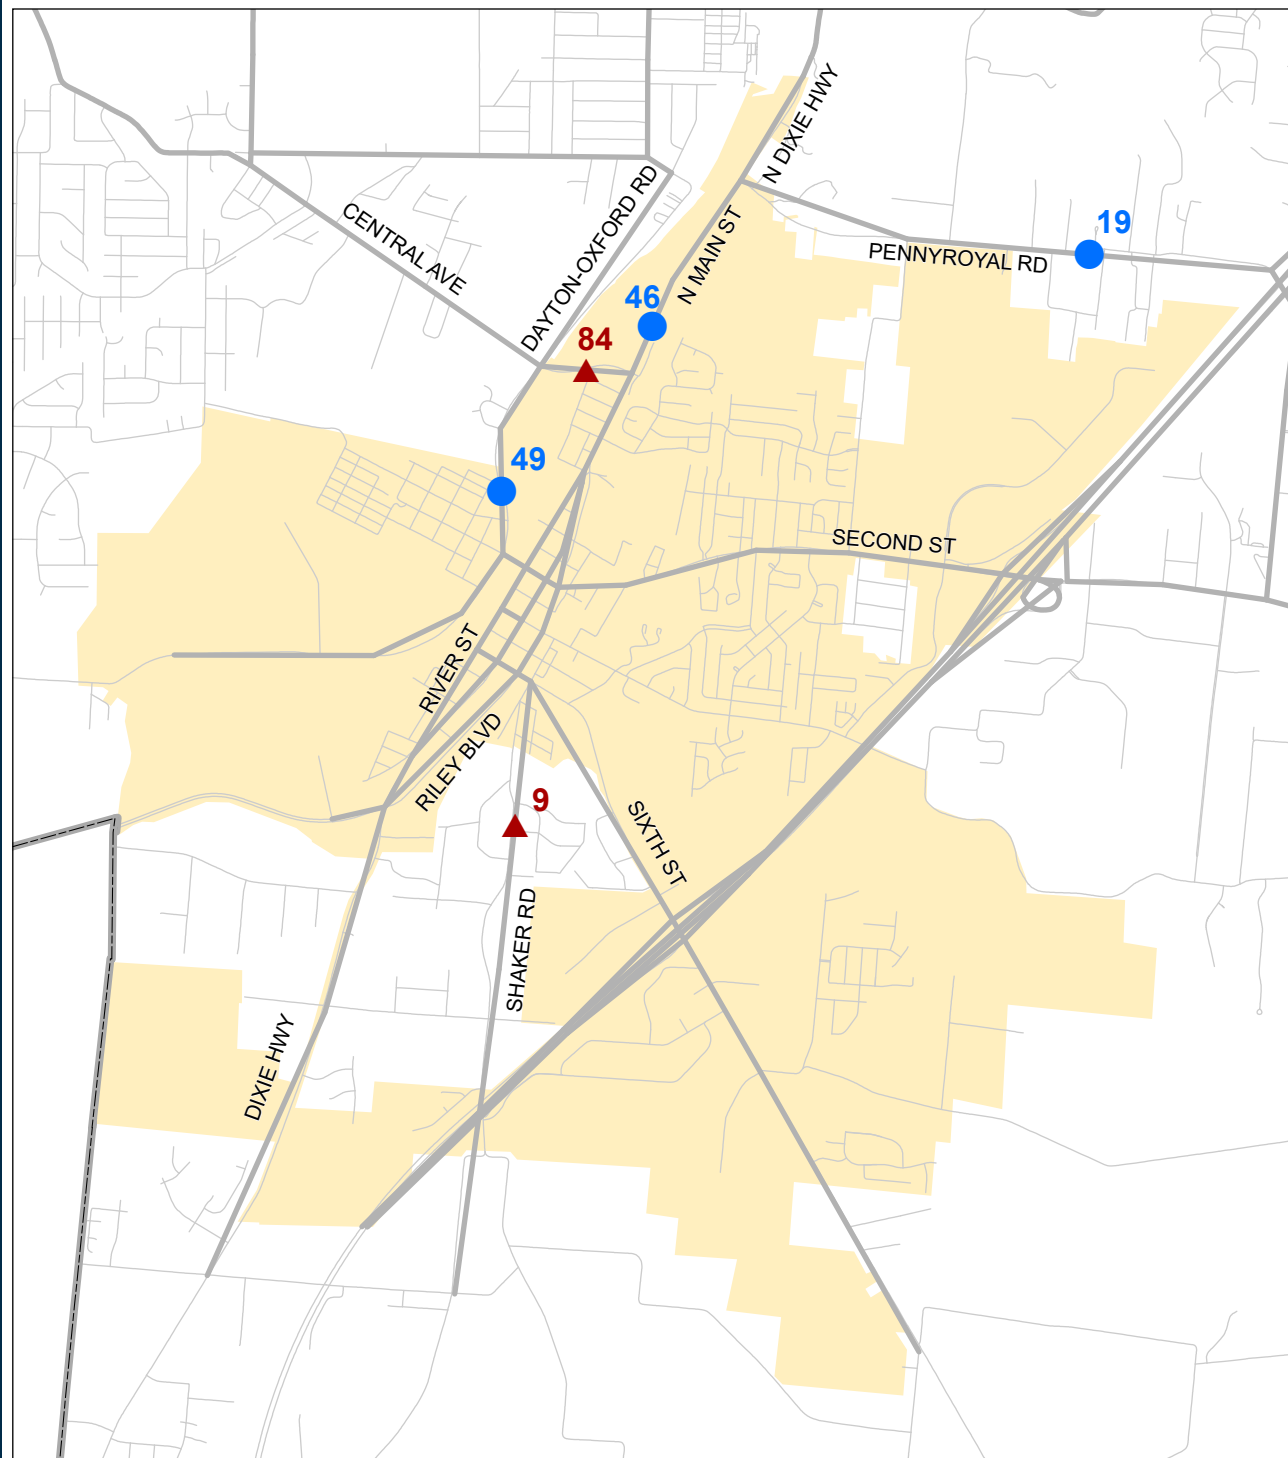 N DIXIE HWY
DAYTON-OXFORD RD
CENTRAL AVE
N MAIN ST
19
PENNYROYAL RD
46
84
49
SECOND ST
RIVER ST
RILEY BLVD
9
SIXTH ST
SHAKER RD
DIXIE HWY